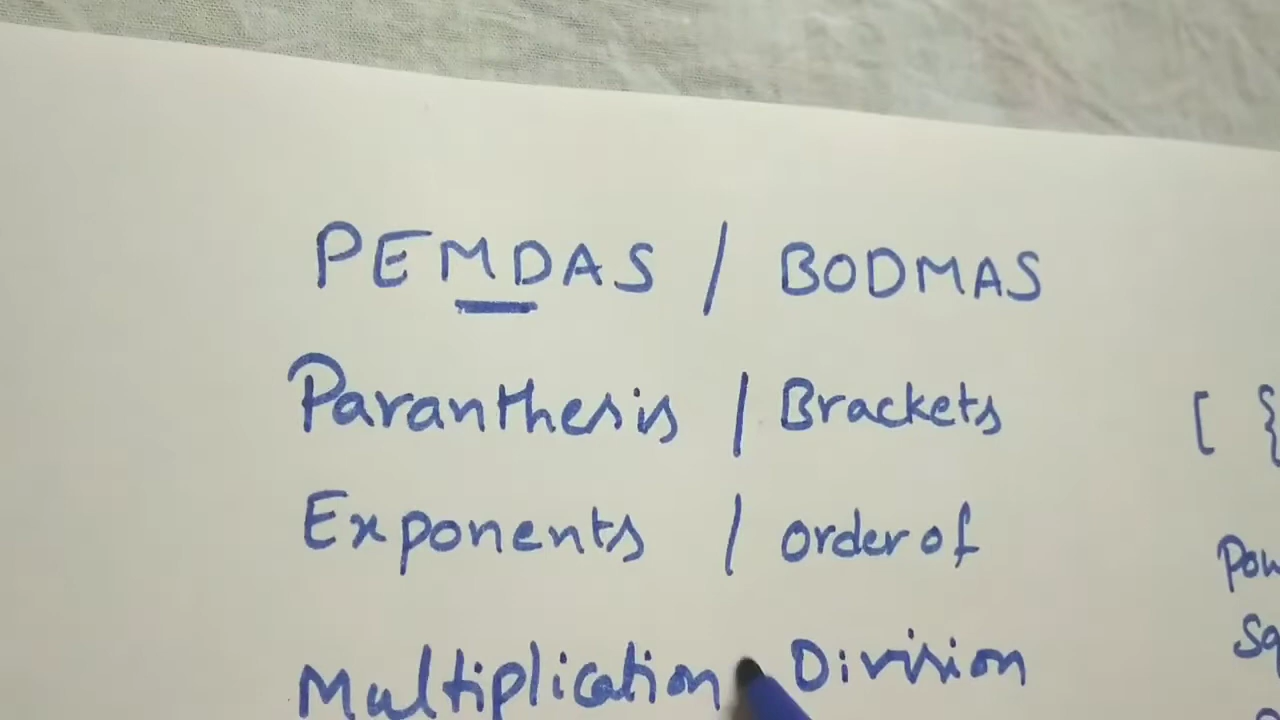 PEMDAS / BODMAS
Paranthesis / Brackets [ {
Exponents / order of
Multiplication Division